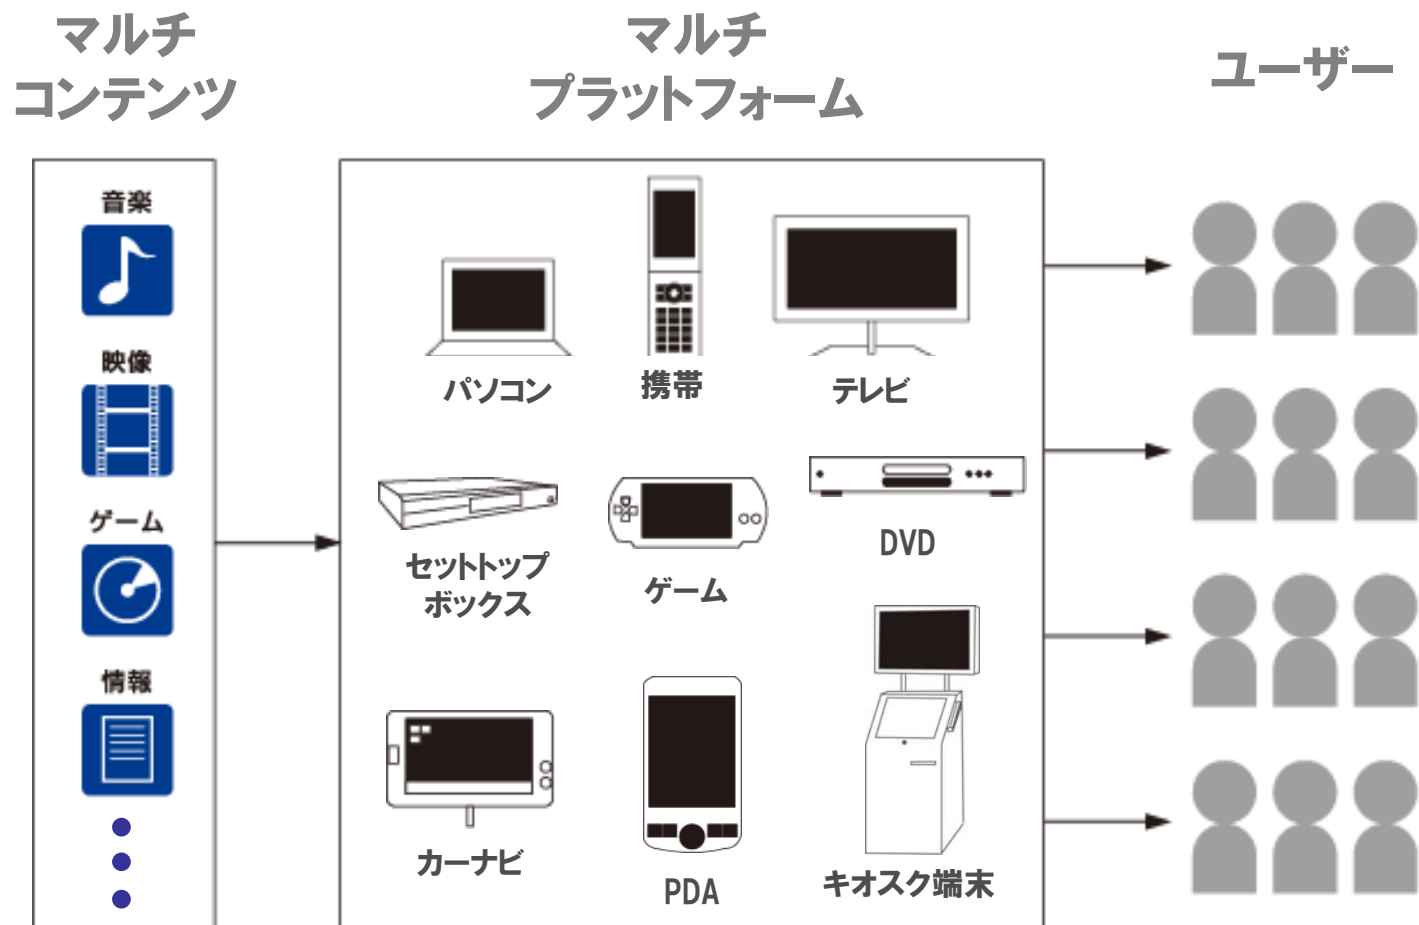 マルチ
コンテンツ
マルチ
プラットフォーム
ユーザー
音楽
映像
ゲーム
情報
パソコン
携帯
テレビ
セットトップ
ボックス
ゲーム
DVD
カーナビ
PDA
キオスク端末